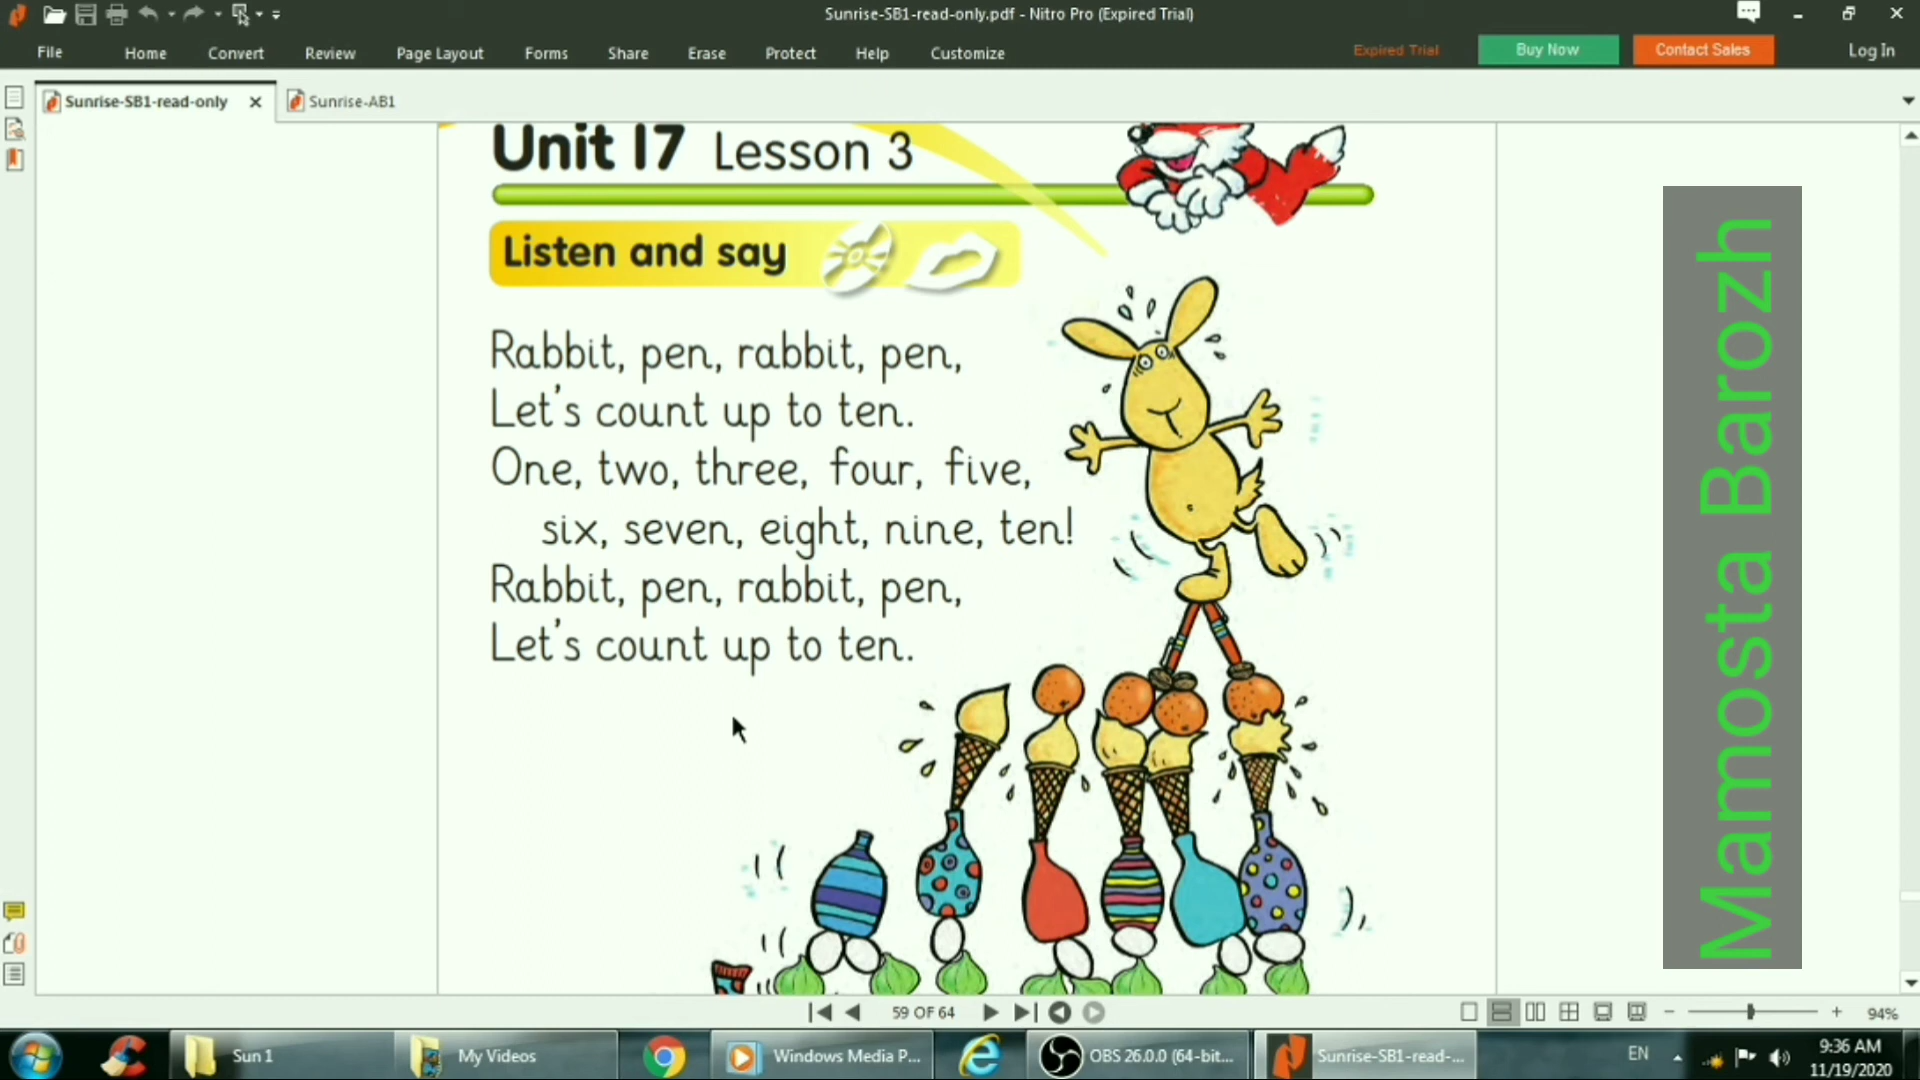 Sunrise-SB1-read-only.pdf - Nitro Pro (Expired Trial)
File Home Convert Review Page Layout Forms Share Erase Protect Help Customize Expired Trial Buy Now Contact Sales Log In
Sunrise-SB1-read-only Sunrise-AB1
Unit 17 Lesson 3
Listen and say
Rabbit, pen, rabbit, pen,
Let's count up to ten.
One, two, three, four, five,
six, seven, eight, nine, ten!
Rabbit, pen, rabbit, pen,
Let's count up to ten.
Mamosta Barozh
59 OF 64
94%
Sun 1 My Videos Windows Media P... OBS 26.0.0 (64-bit... Sunrise-SB1-read-... EN 9:36 AM
11/19/2020